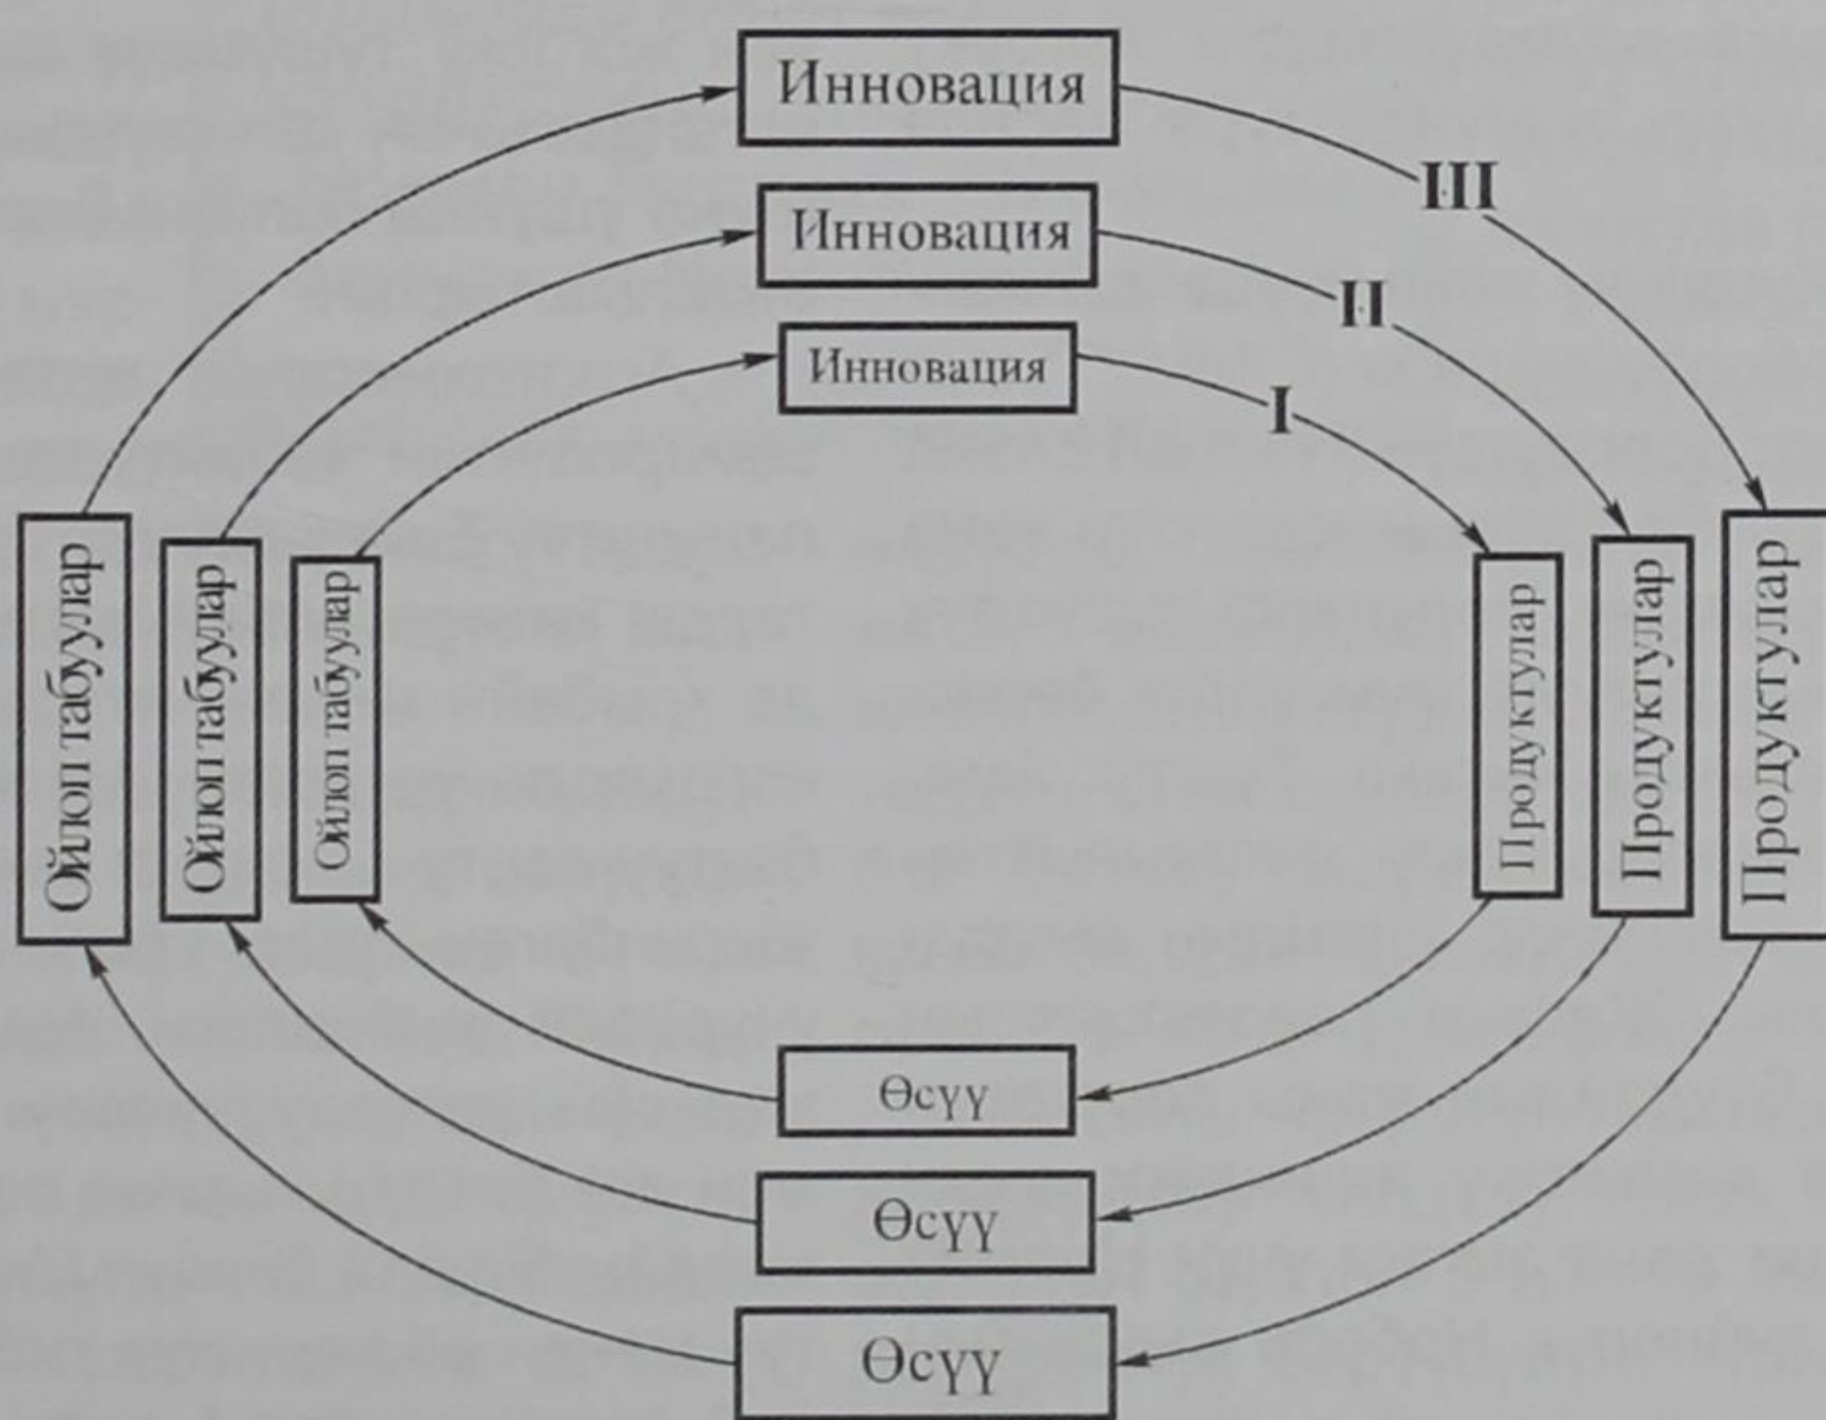 Инновация
III
Инновация
II
Инновация
I
Ойлоп табуулар
Ойлоп табуулар
Ойлоп табуулар
Продуктулар
Продуктулар
Продуктулар
Өсүү
Өсүү
Өсүү